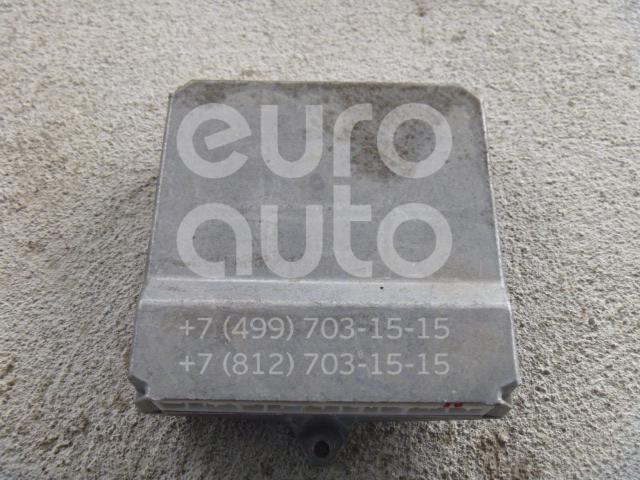 euro
auto
+7 (499) 703-15-15
+7 (812) 703-15-15